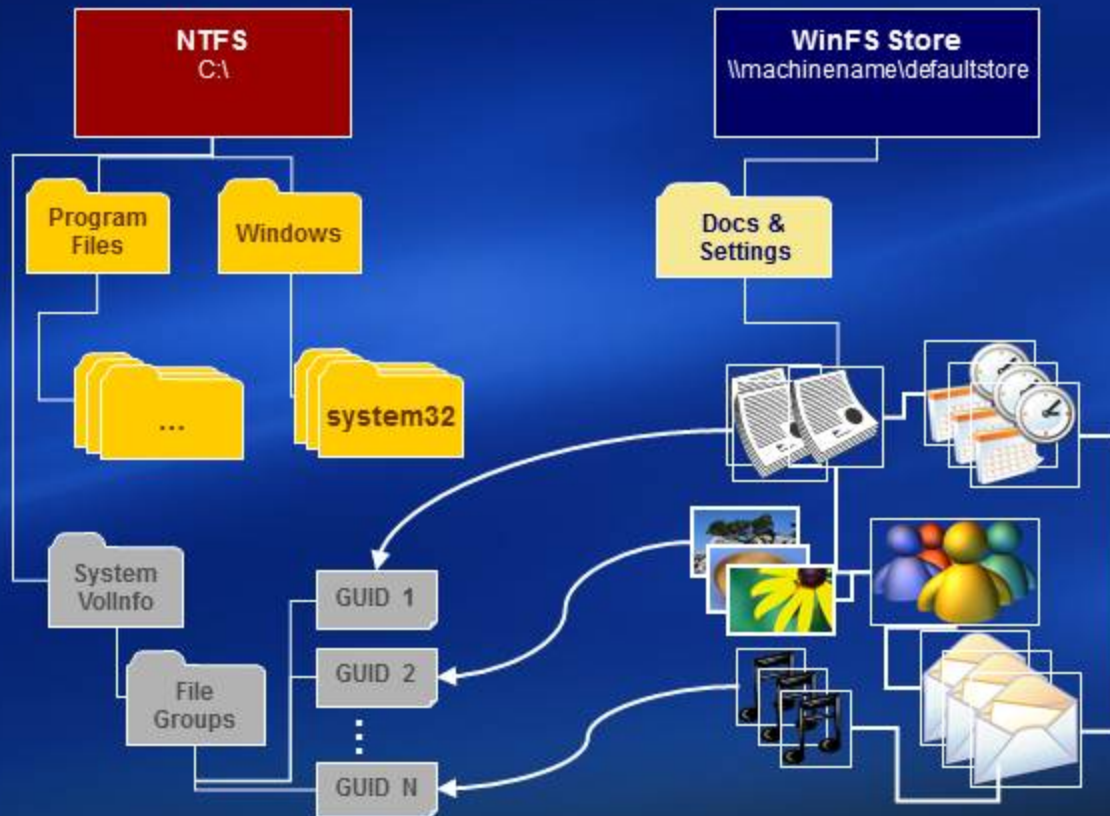 NTFS
C:\
WinFS Store
\\machinename\defaultstore
Program
Files
Windows
Docs &
Settings
...
system32
System
VolInfo
GUID 1
GUID 2
File
Groups
GUID N